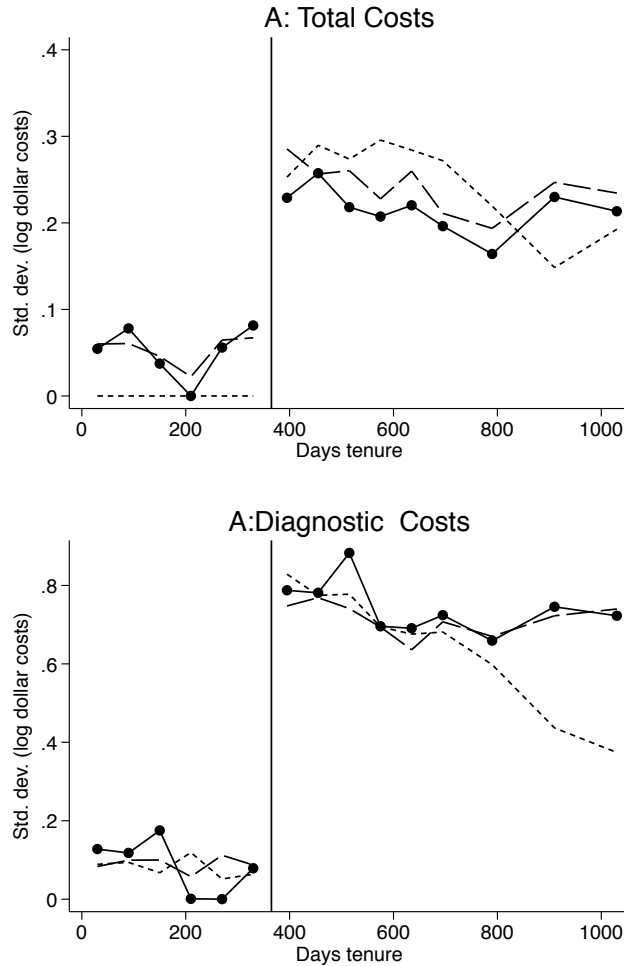 A: Total Costs
Std. dev. (log dollar costs)
.4
.3
.2
.1
0
0 200 400 600 800 1000
Days tenure
A:Diagnostic Costs
Std. dev. (log dollar costs)
.8
.6
.4
.2
0
0 200 400 600 800 1000
Days tenure